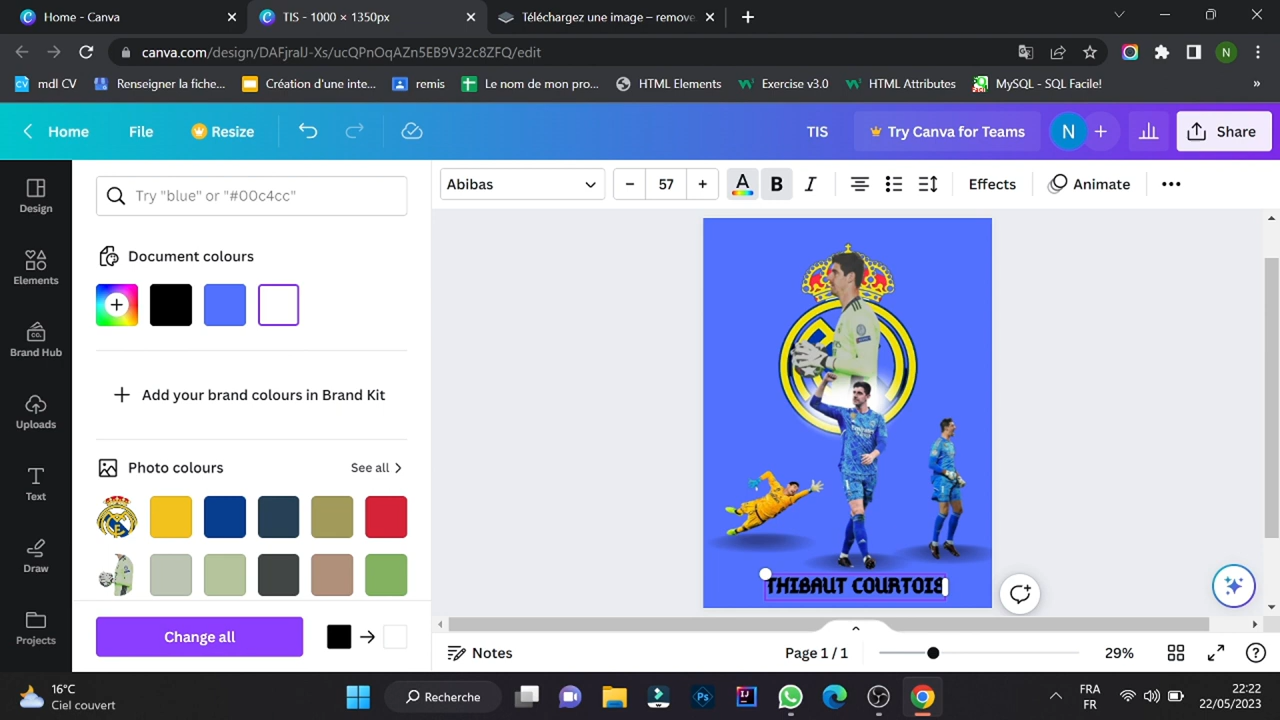 Home - Canva
TIS - 1000 × 1350px
Téléchargez une image – remove
canva.com/design/DAFjraIJ-Xs/ucQPnOqAZn5EB9V32c8ZFQ/edit
N
mdl CV
Renseigner la fiche...
Création d'une inte...
remis
Le nom de mon pro...
HTML Elements
Exercise v3.0
HTML Attributes
MySQL - SQL Facile!
»
Home
File
Resize
TIS
Try Canva for Teams
N
Share
Design
Elements
Brand Hub
Uploads
Text
Draw
Projects
Try "blue" or "#00c4cc"
Document colours
Add your brand colours in Brand Kit
Photo colours
See all
Change all
Abibas
57
A
B
I
Effects
Animate
THIBAUT COURTOIS
Notes
Page 1 / 1
29%
16°C
Ciel couvert
Recherche
FRA
FR
22:22
22/05/2023